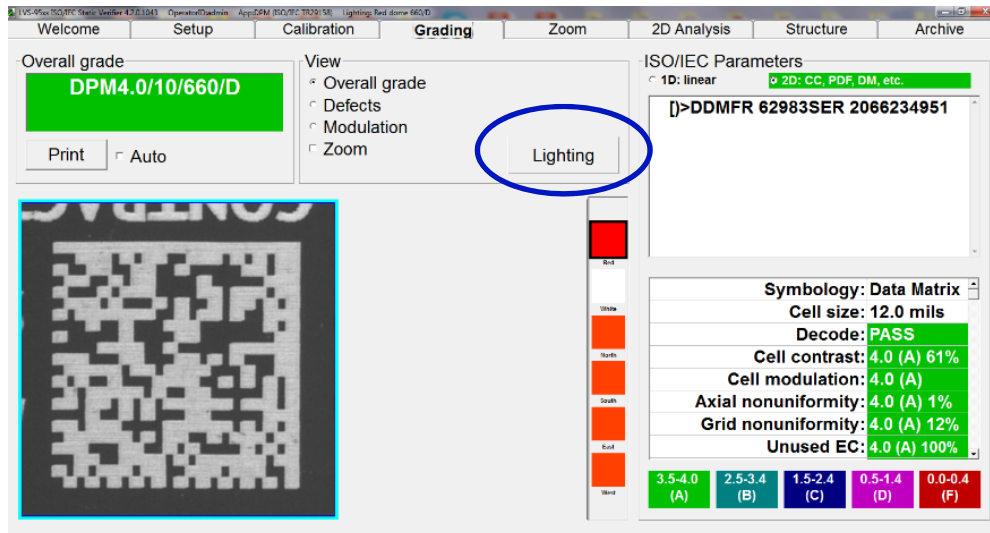 LVS-95xx ISO/IEC Static Verifier 4.2.0.1043 OperatorID:admin App:DPM (ISO/IEC TR29158) Lighting: Red dome 660/D
Welcome Setup Calibration Grading Zoom 2D Analysis Structure Archive
Overall grade
DPM4.0/10/660/D
Print Auto
View
Overall grade
Defects
Modulation
Zoom
Lighting
ISO/IEC Parameters
1D: linear 2D: CC, PDF, DM, etc.
[)>DDMFR 62983SER 2066234951
Red
White
North
South
East
West
Symbology: Data Matrix
Cell size: 12.0 mils
Decode: PASS
Cell contrast: 4.0 (A) 61%
Cell modulation: 4.0 (A)
Axial nonuniformity: 4.0 (A) 1%
Grid nonuniformity: 4.0 (A) 12%
Unused EC: 4.0 (A) 100%
3.5-4.0 2.5-3.4 1.5-2.4 0.5-1.4 0.0-0.4
(A) (B) (C) (D) (F)